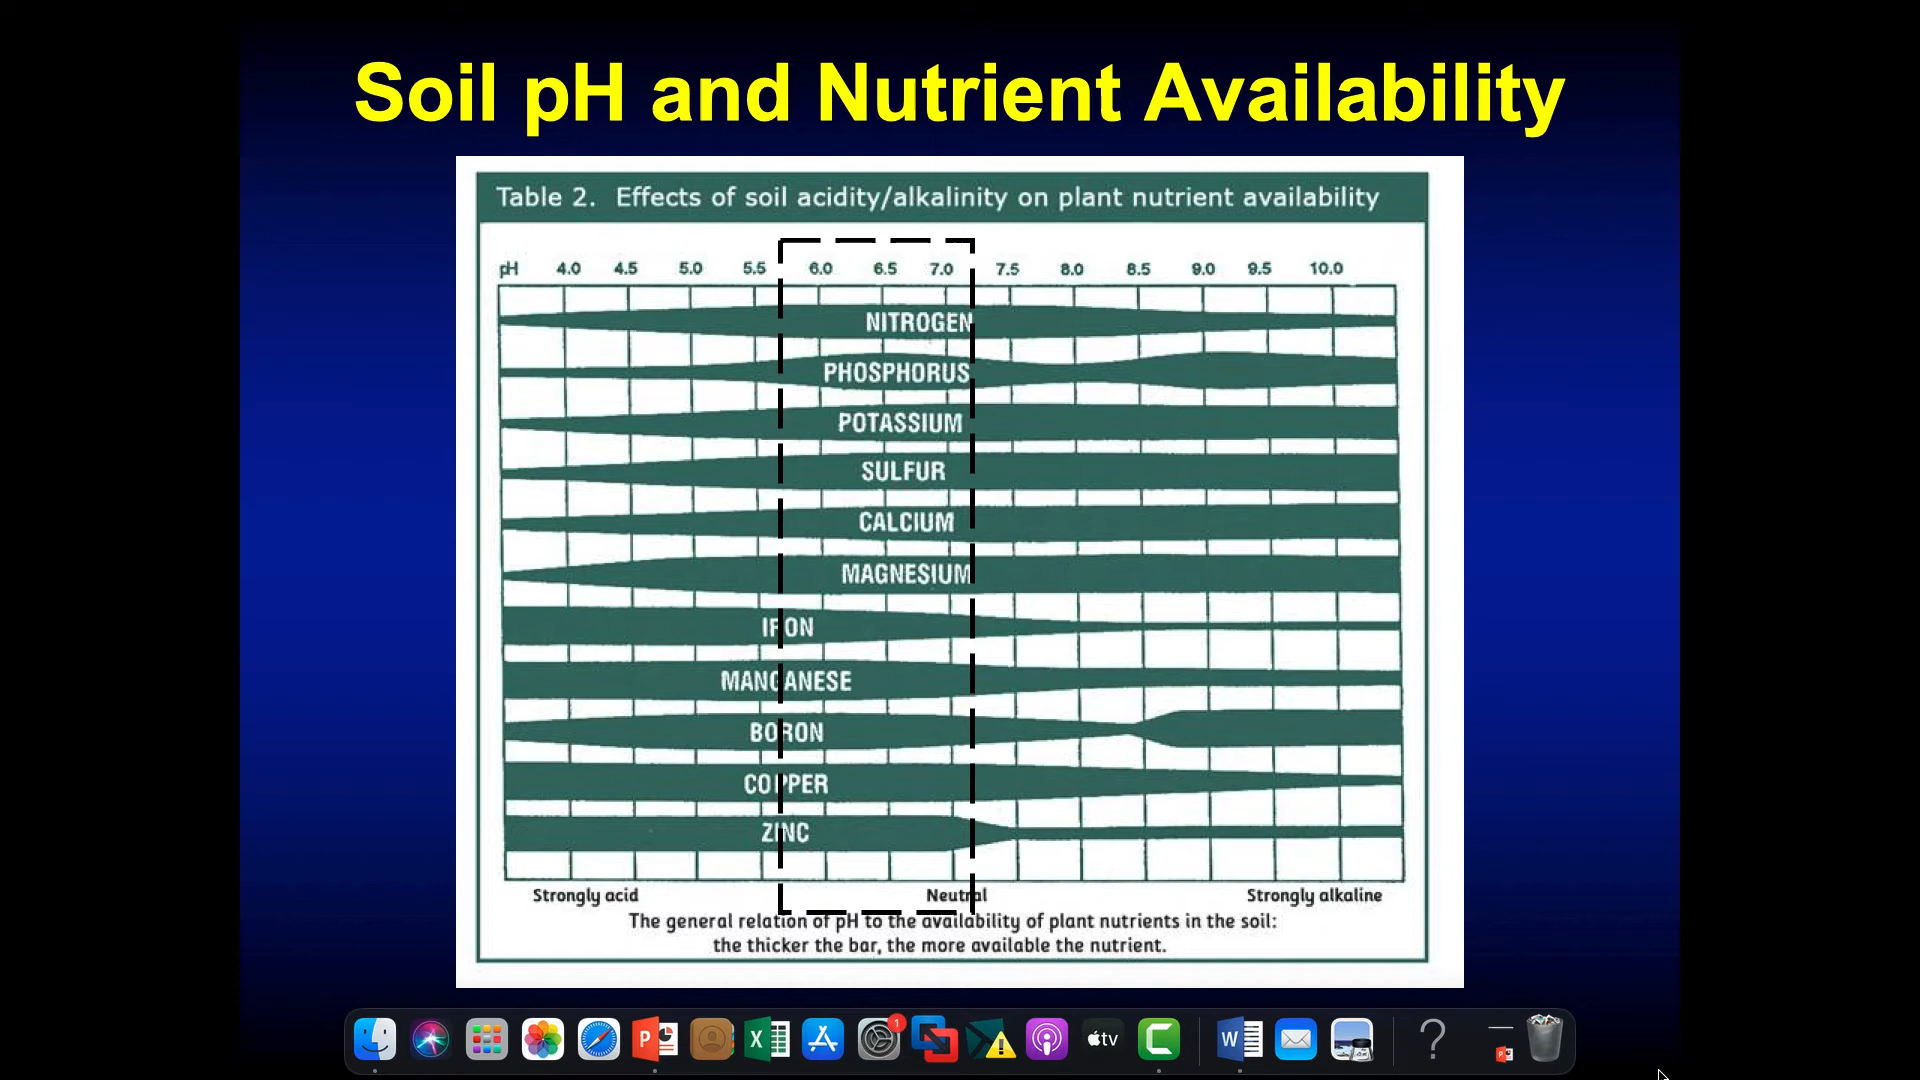 Soil pH and Nutrient Availability
Table 2. Effects of soil acidity/alkalinity on plant nutrient availability
pH 4.0 4.5 5.0 5.5 6.0 6.5 7.0 7.5 8.0 8.5 9.0 9.5 10.0
NITROGEN
PHOSPHORUS
POTASSIUM
SULFUR
CALCIUM
MAGNESIUM
IRON
MANGANESE
BORON
COPPER
ZINC
Strongly acid Neutral Strongly alkaline
The general relation of pH to the availability of plant nutrients in the soil:
the thicker the bar, the more available the nutrient.
P X 1 tv C W ? P